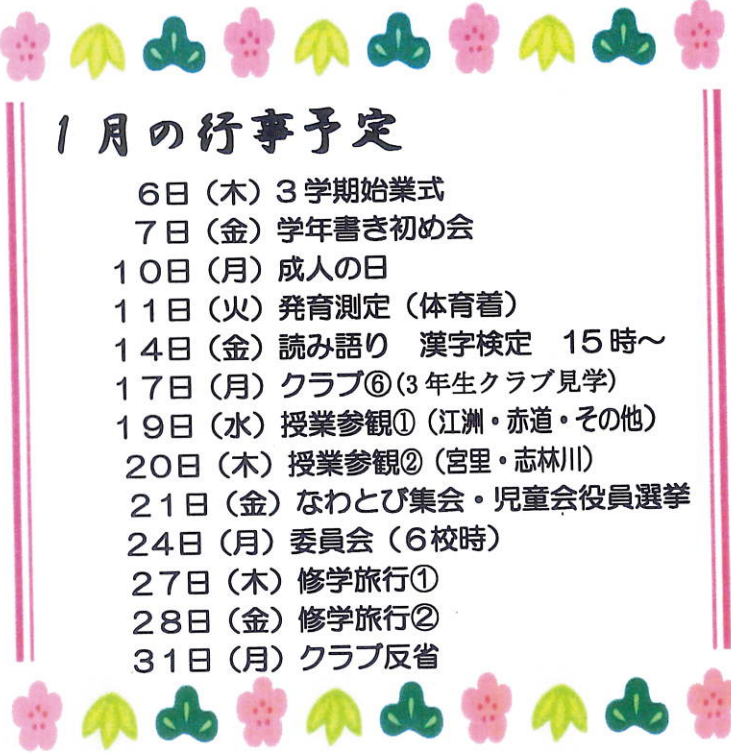 1月の行事予定
6日（木）3学期始業式
7日（金）学年書き初め会
10日（月）成人の日
11日（火）発育測定（体育着）
14日（金）読み語り　漢字検定　15時～
17日（月）クラブ⑥(3年生クラブ見学)
19日（水）授業参観①（江洲・赤道・その他）
20日（木）授業参観②（宮里・志林川）
21日（金）なわとび集会・児童会役員選挙
24日（月）委員会（6校時）
27日（木）修学旅行①
28日（金）修学旅行②
31日（月）クラブ反省